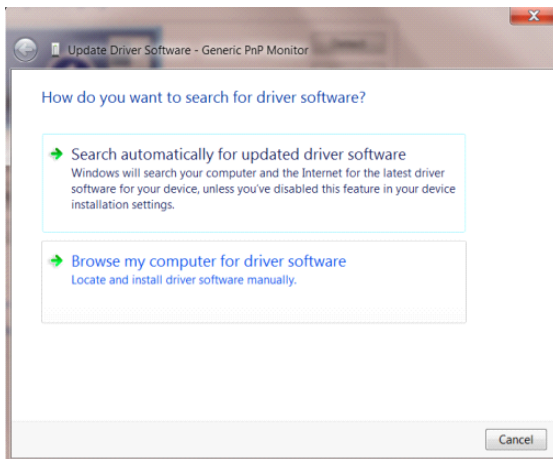 Update Driver Software - Generic PnP Monitor
How do you want to search for driver software?
Search automatically for updated driver software
Windows will search your computer and the Internet for the latest driver
software for your device, unless you've disabled this feature in your device
installation settings.
Browse my computer for driver software
Locate and install driver software manually.
Cancel